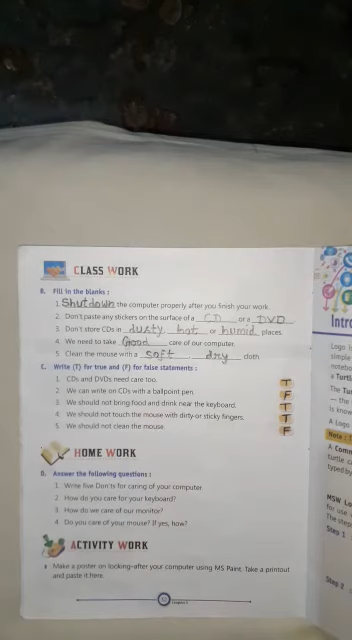 CLASS WORK
B. Fill in the blanks :
1. Shutdown the computer properly after you finish your work.
2. Don't paste any stickers on the surface of a CD or a DVD
3. Don't store CDs in dusty, hot or humid places.
4. We need to take Good care of our computer.
5. Clean the mouse with a soft dry cloth.
C. Write (T) for true and (F) for false statements :
1. CDs and DVDs need care too. T
2. We can write on CDs with a ballpoint pen. F
3. We should not bring food and drink near the keyboard. T
4. We should not touch the mouse with dirty or sticky fingers. T
5. We should not clean the mouse. F
HOME WORK
D. Answer the following questions :
1. Write five Don'ts for caring of your computer.
2. How do you care for your keyboard?
3. How do we care of our monitor?
4. Do you care of your mouse? If yes, how?
ACTIVITY WORK
Make a poster on looking-after your computer using MS Paint. Take a printout
and paste it here.
Intro
Logo i
simple
notebo
a Turtl
The Tu
— the
is know
A Logo
Note :
A Comm
turtle c
typed by
MSW Lo
for use
The step
Step 1
Step 2